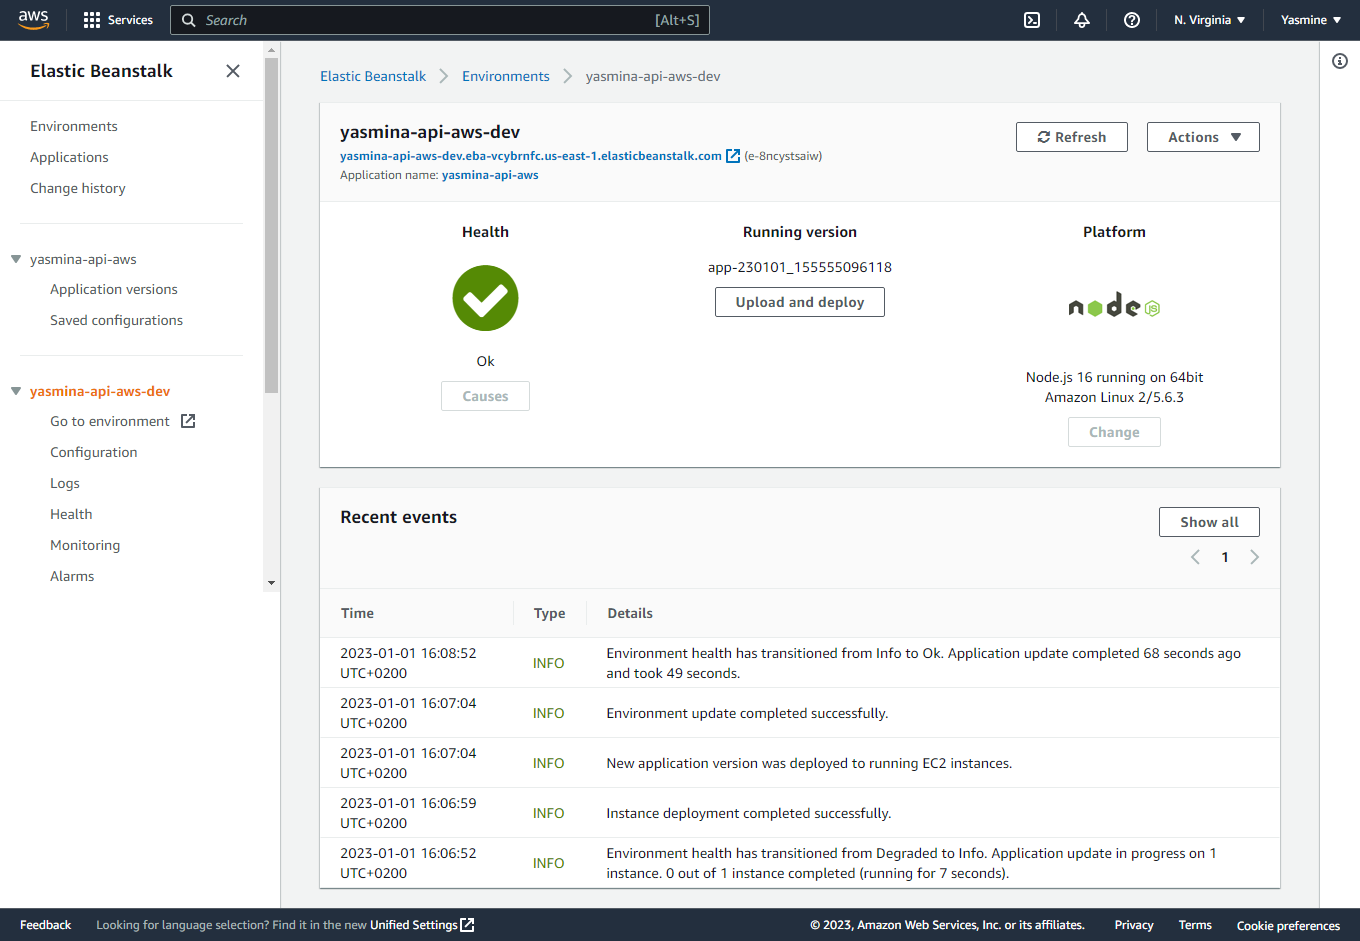 aws
Services
Search
[Alt+S]
N. Virginia
Yasmine
Elastic Beanstalk
Environments
Applications
Change history
yasmina-api-aws
Application versions
Saved configurations
yasmina-api-aws-dev
Go to environment
Configuration
Logs
Health
Monitoring
Alarms
Elastic Beanstalk
Environments
yasmina-api-aws-dev
yasmina-api-aws-dev
yasmina-api-aws-dev.eba-vcybrnfc.us-east-1.elasticbeanstalk.com (e-8ncystsaiw)
Application name: yasmina-api-aws
Refresh
Actions
Health
Ok
Causes
Running version
app-230101_155555096118
Upload and deploy
Platform
node JS
Node.js 16 running on 64bit
Amazon Linux 2/5.6.3
Change
Recent events
Show all
1
Time Type Details
2023-01-01 16:08:52
UTC+0200
INFO
Environment health has transitioned from Info to Ok. Application update completed 68 seconds ago
and took 49 seconds.
2023-01-01 16:07:04
UTC+0200
INFO
Environment update completed successfully.
2023-01-01 16:07:04
UTC+0200
INFO
New application version was deployed to running EC2 instances.
2023-01-01 16:06:59
UTC+0200
INFO
Instance deployment completed successfully.
2023-01-01 16:06:52
UTC+0200
INFO
Environment health has transitioned from Degraded to Info. Application update in progress on 1
instance. 0 out of 1 instance completed (running for 7 seconds).
Feedback
Looking for language selection? Find it in the new Unified Settings
© 2023, Amazon Web Services, Inc. or its affiliates.
Privacy
Terms
Cookie preferences